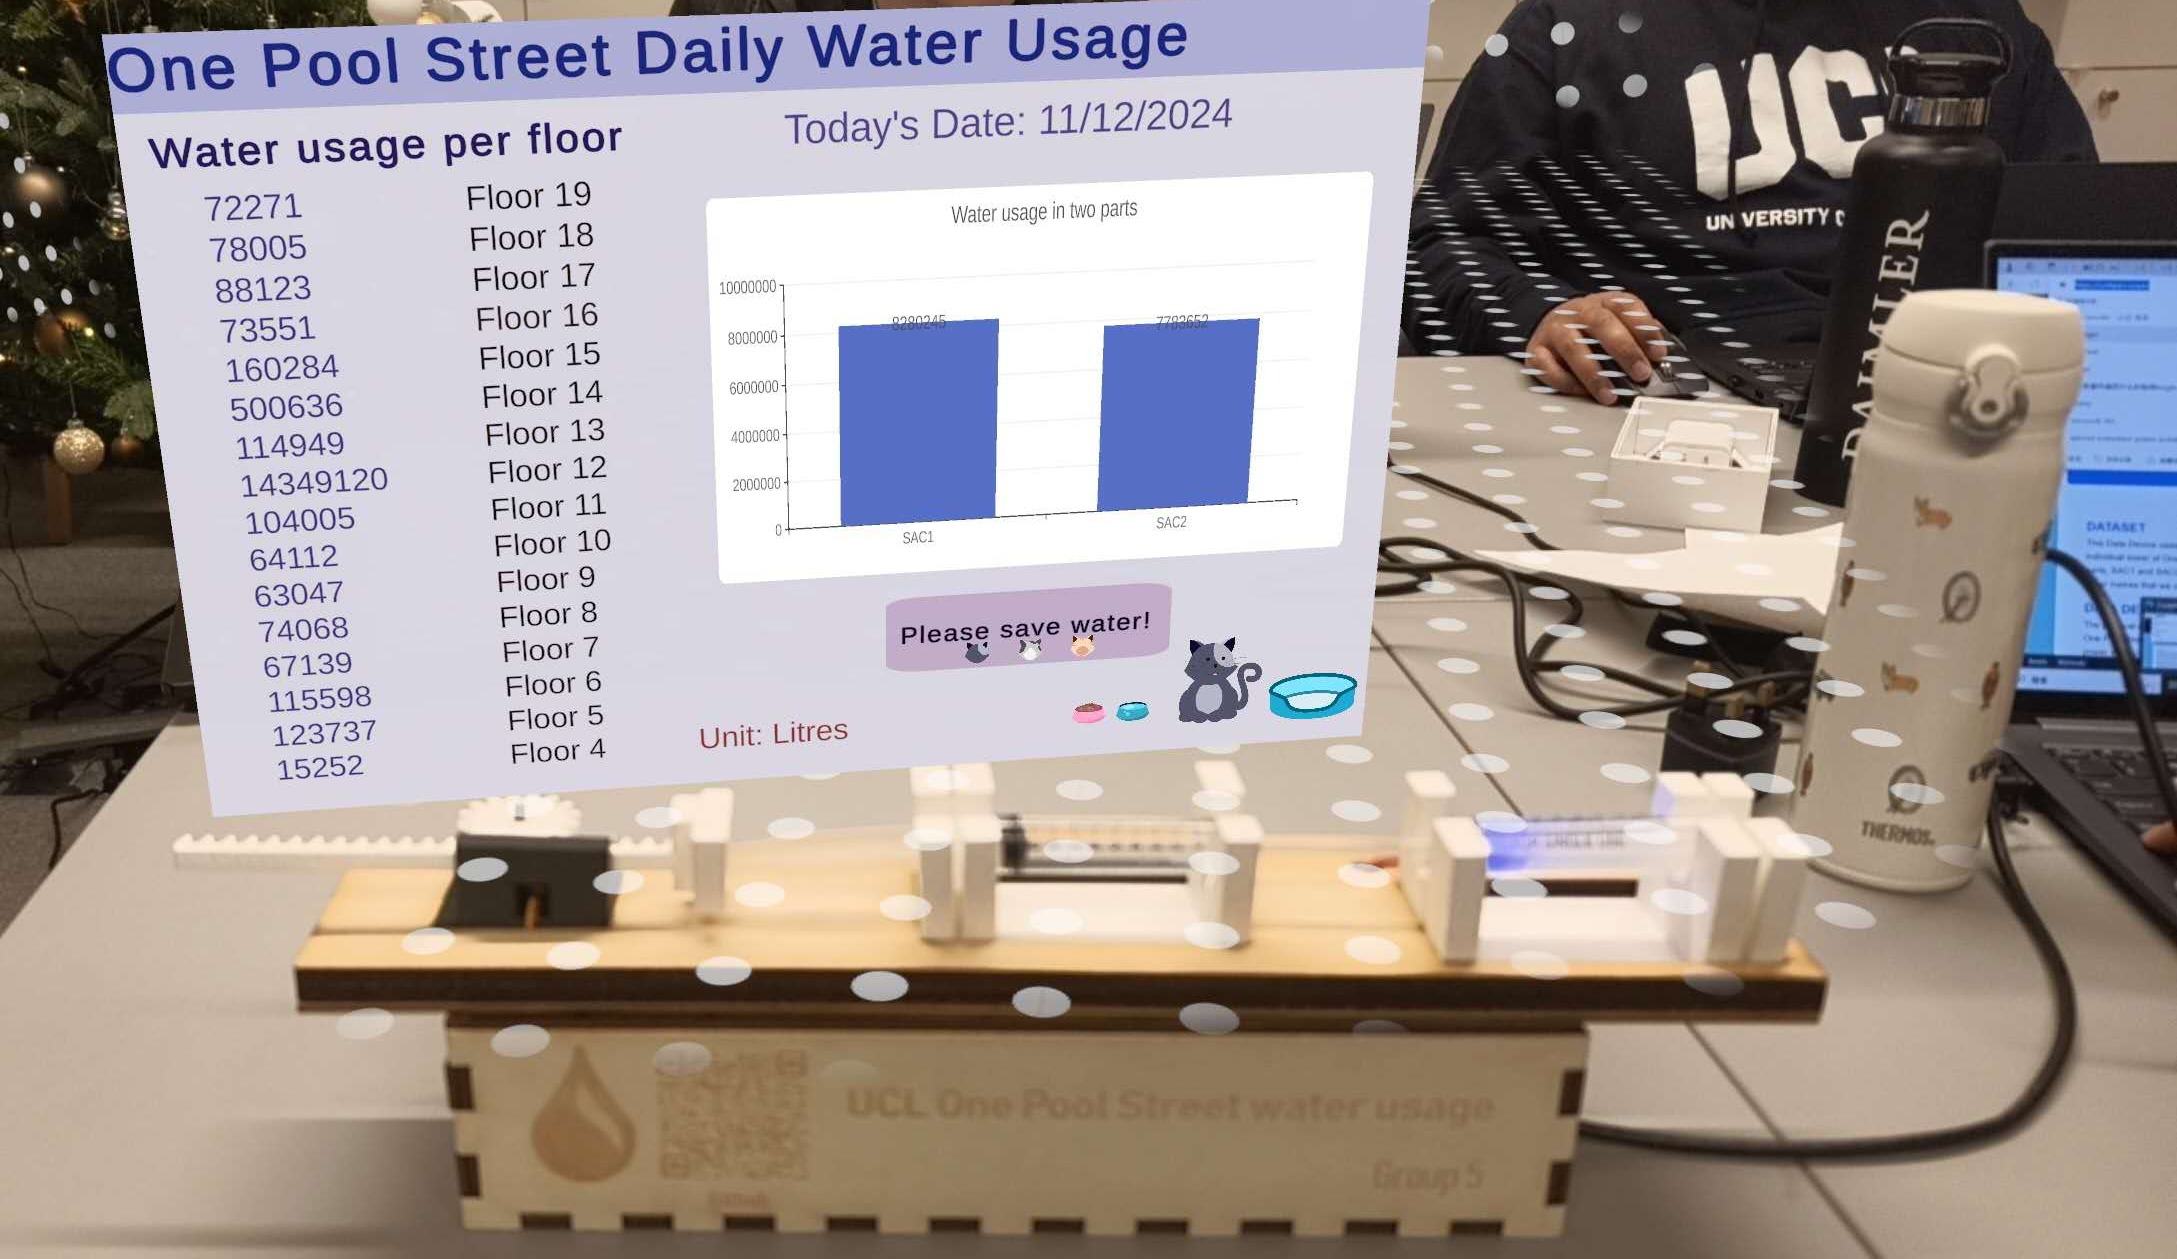 One Pool Street Daily Water Usage
Water usage per floor
Today's Date: 11/12/2024
72271 Floor 19
78005 Floor 18
88123 Floor 17
73551 Floor 16
160284 Floor 15
500636 Floor 14
114949 Floor 13
14349120 Floor 12
104005 Floor 11
64112 Floor 10
63047 Floor 9
74068 Floor 8
67139 Floor 7
115598 Floor 6
123737 Floor 5
15252 Floor 4
Water usage in two parts
10000000
8000000
6000000
4000000
2000000
0
8280245
7783652
SAC1
SAC2
Please save water!
Unit: Litres
UC
UN VERSITY
DAIMLER
DATASET
THERMOS
UCL One Pool Street water usage
Group 5